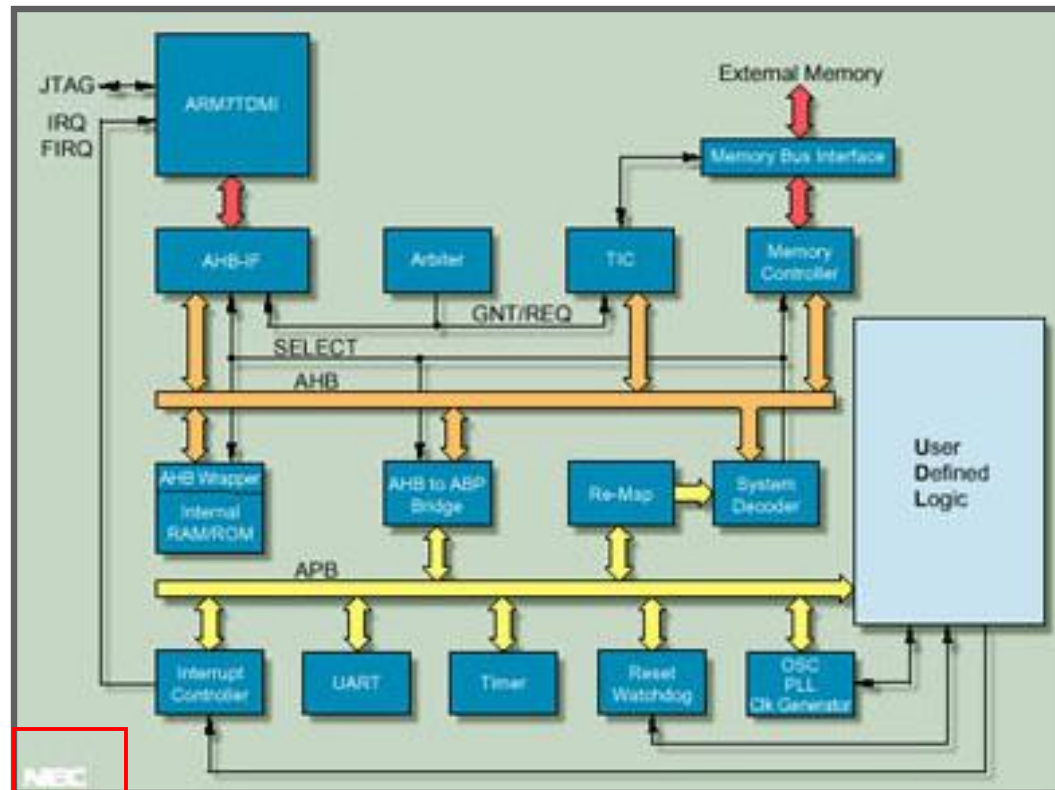 JTAG
IRQ
FIRQ
ARM7TDMI
External Memory
Memory Bus Interface
AHB-IF
Arbiter
TIC
Memory
Controller
GNT/REQ
SELECT
AHB
AHB Wrapper
Internal
RAM/ROM
AHB to ABP
Bridge
Re-Map
System
Decoder
User
Defined
Logic
APB
Interrupt
Controller
UART
Timer
Reset
Watchdog
OSC
PLL
Clk Generator
NEC